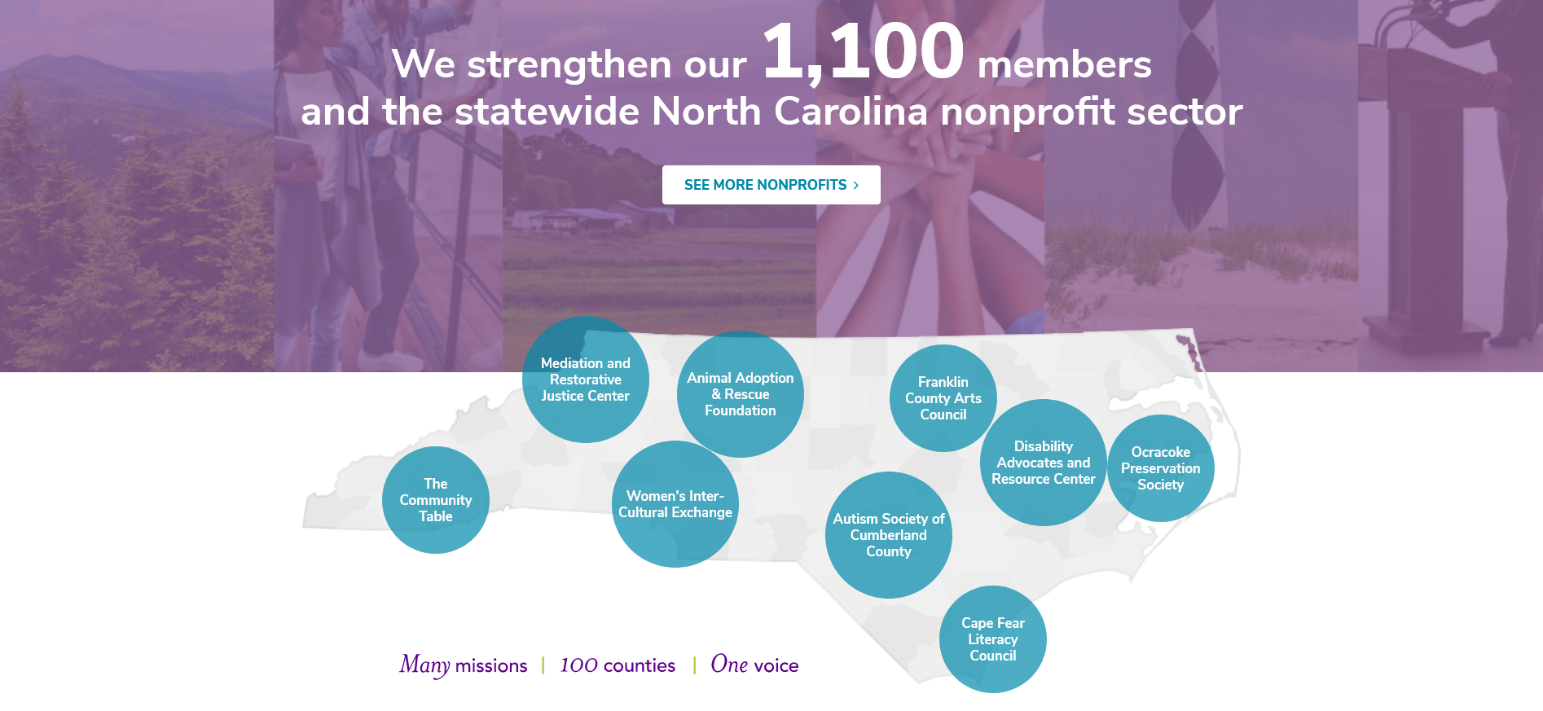 We strengthen our 1,100 members
and the statewide North Carolina nonprofit sector
SEE MORE NONPROFITS >
Mediation and
Restorative
Justice Center
Animal Adoption
& Rescue
Foundation
Franklin
County Arts
Council
Disability
Advocates and
Resource Center
Ocracoke
Preservation
Society
The
Community
Table
Women's Inter-
Cultural Exchange
Autism Society of
Cumberland
County
Cape Fear
Literacy
Council
Many missions | 100 counties | One voice